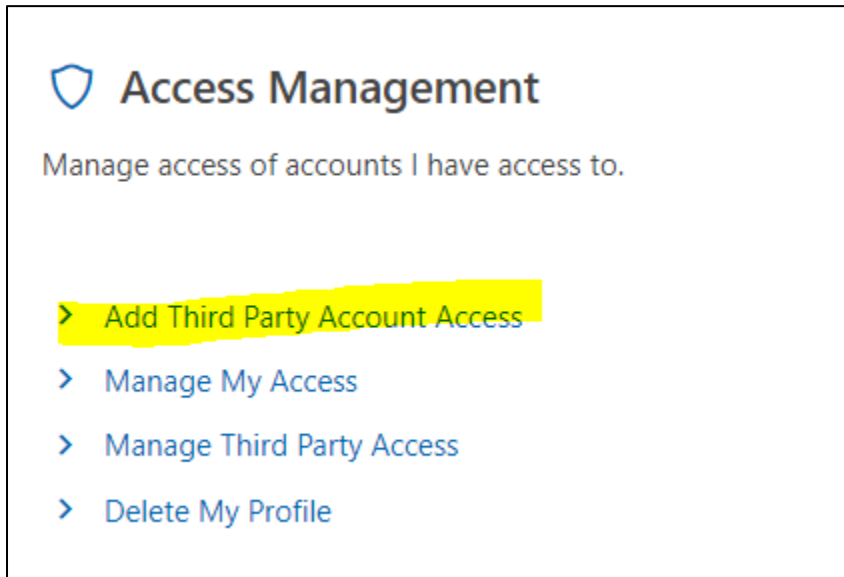 Access Management
Manage access of accounts I have access to.
Add Third Party Account Access
Manage My Access
Manage Third Party Access
Delete My Profile